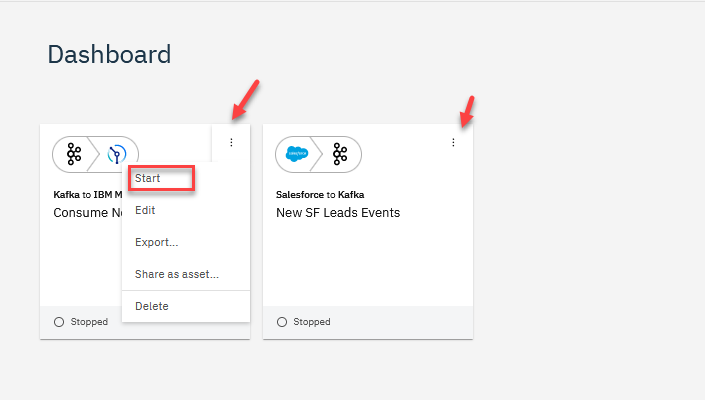 Dashboard
Kafka to IBM M
Consume Ne
Start
Edit
Export...
Share as asset...
Delete
Stopped
salesforce
Salesforce to Kafka
New SF Leads Events
Stopped